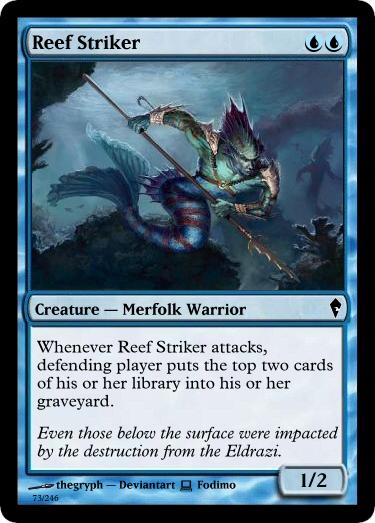 Reef Striker
Creature — Merfolk Warrior
Whenever Reef Striker attacks,
defending player puts the top two cards
of his or her library into his or her
graveyard.
Even those below the surface were impacted
by the destruction from the Eldrazi.
1/2
thegryph — Deviantart Fodimo
73/246